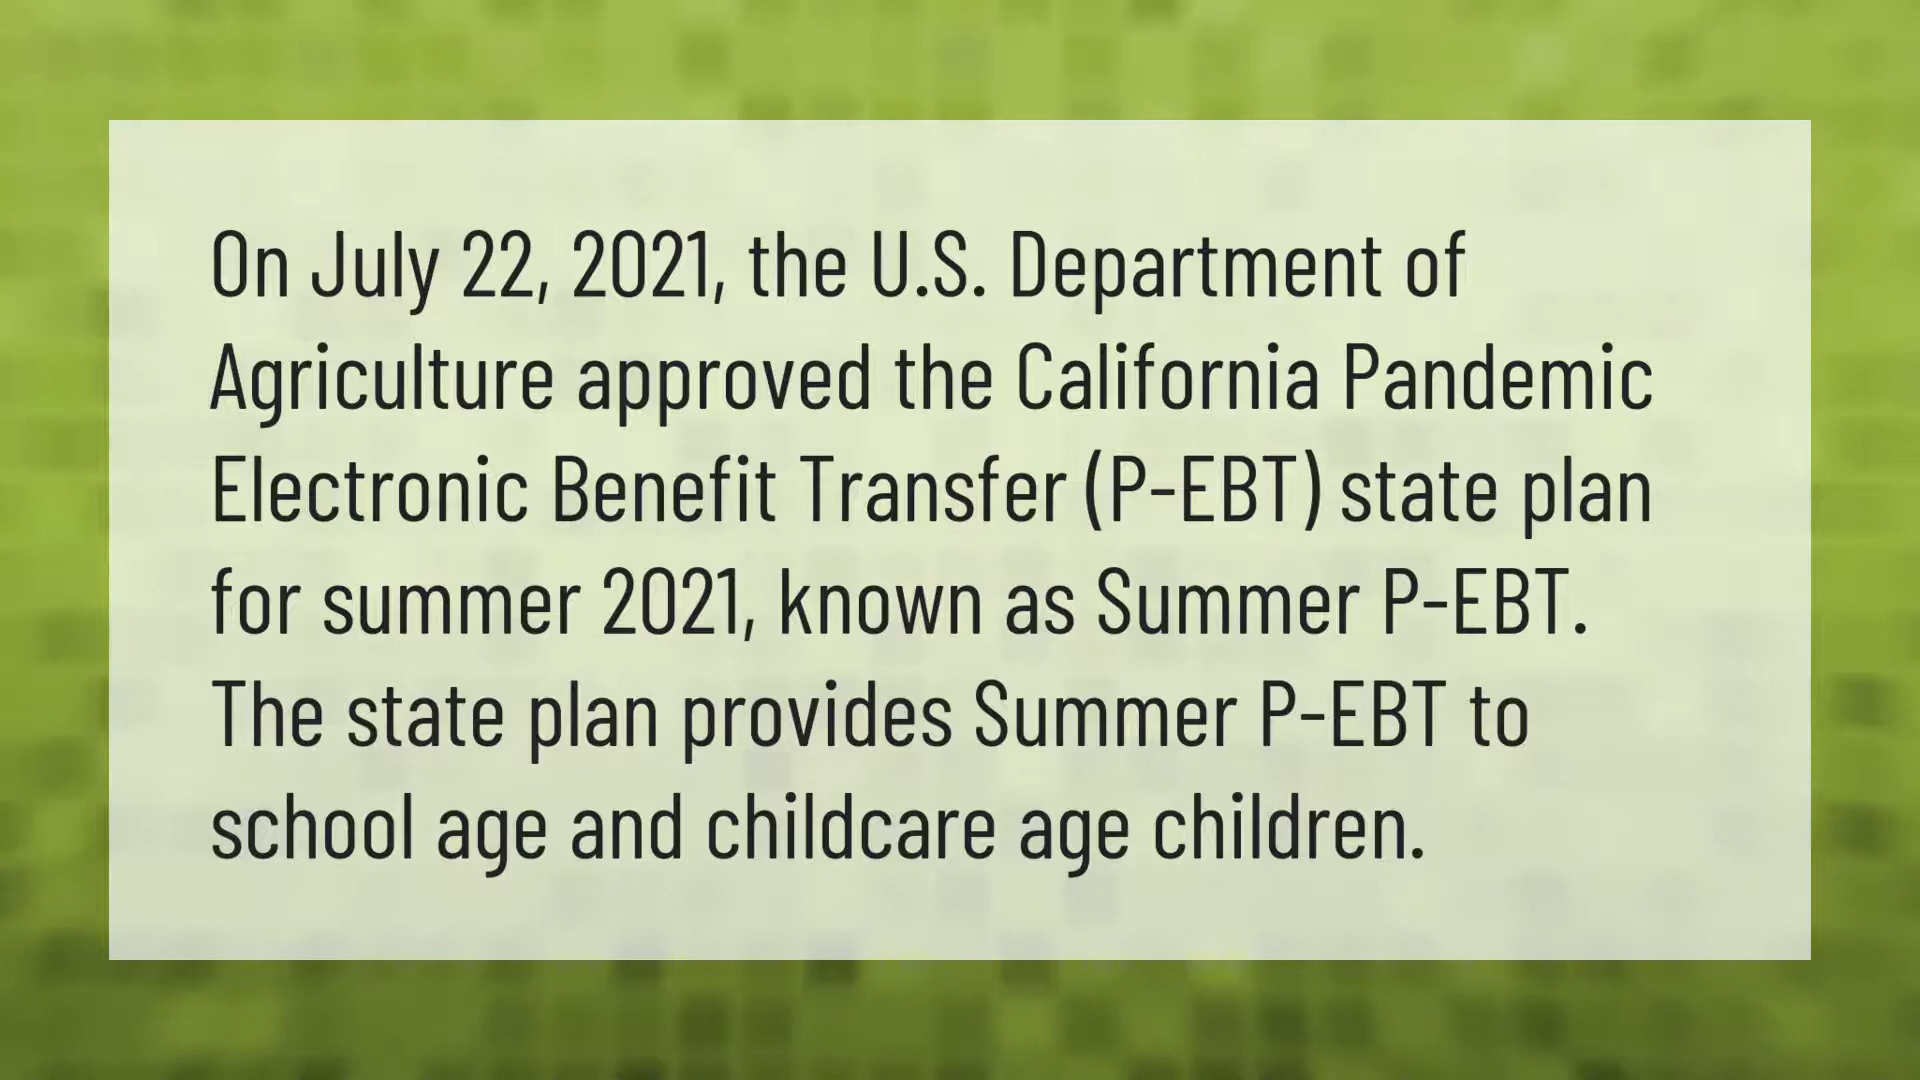 On July 22, 2021, the U.S. Department of
Agriculture approved the California Pandemic
Electronic Benefit Transfer (P-EBT) state plan
for summer 2021, known as Summer P-EBT.
The state plan provides Summer P-EBT to
school age and childcare age children.